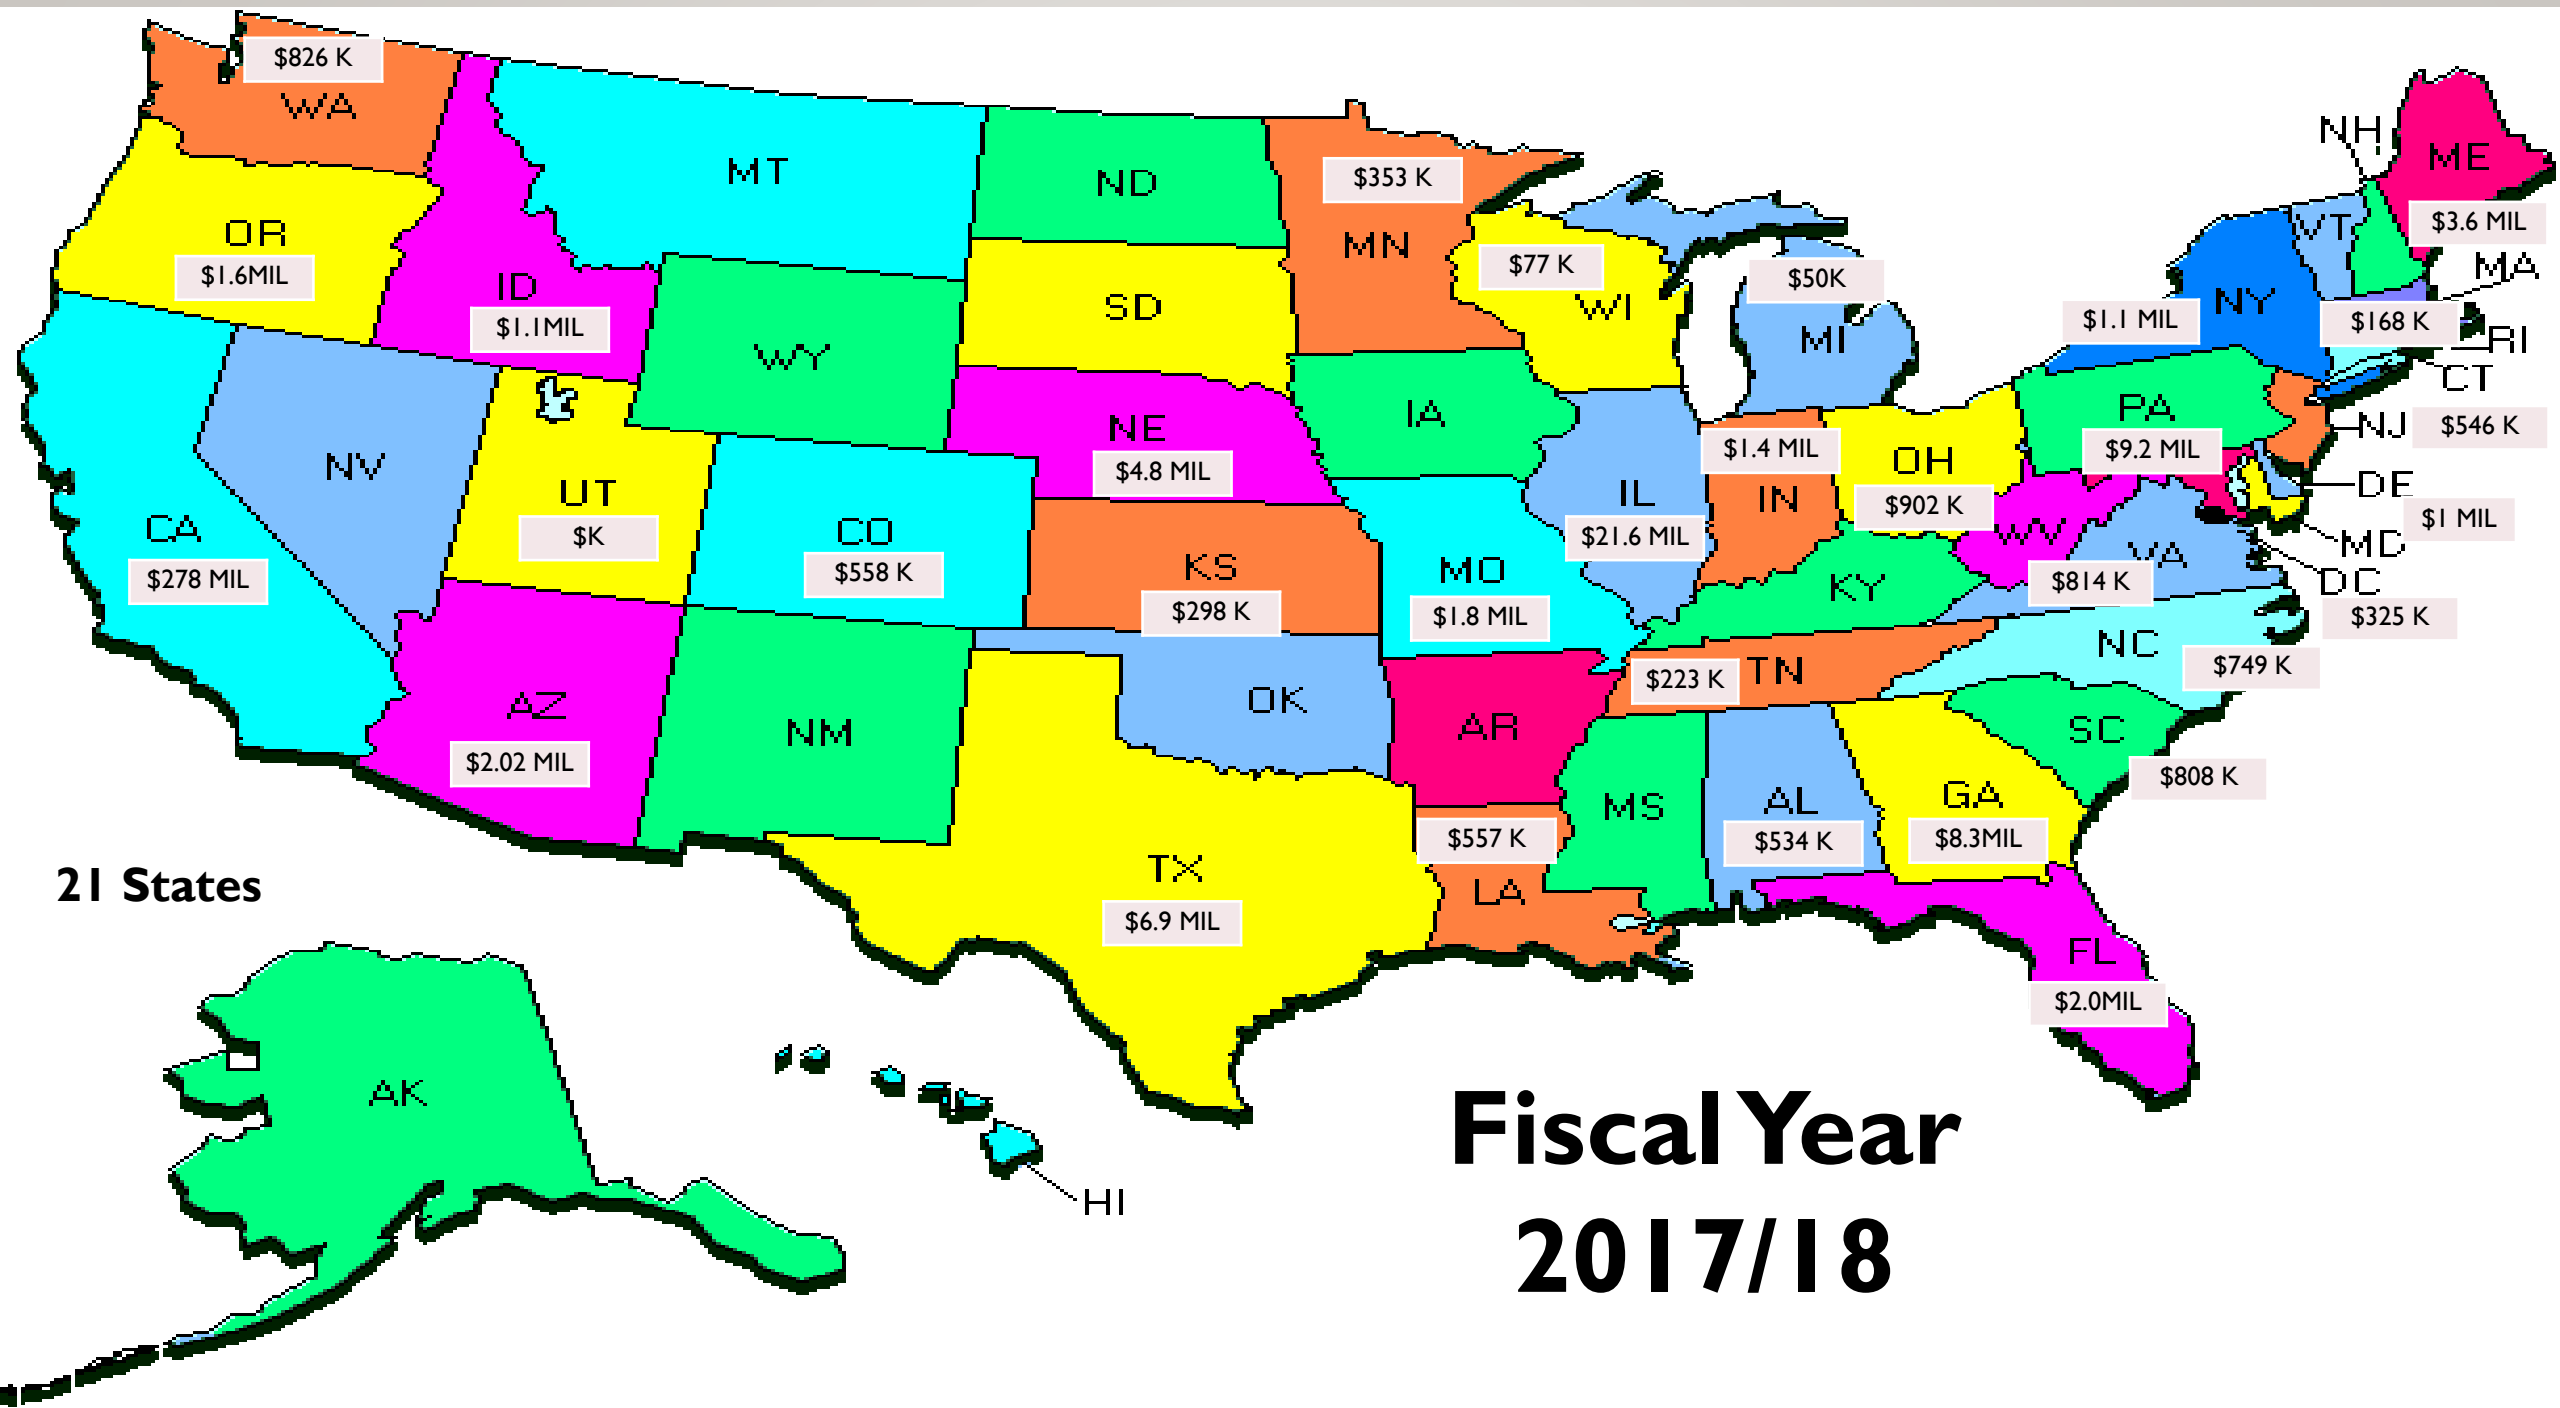 $826 K
WA
NH
ME
MT
ND
$353 K
$3.6 MIL
OR
$1.6MIL
MN
VT
$77 K
$50K
MA
ID
$1.1MIL
SD
WI
NY
$1.1 MIL
$168 K
MI
RI
WY
CT
NE
$4.8 MIL
IA
PA
$9.2 MIL
NJ
$546 K
NV
$1.4 MIL
OH
UT
$K
IL
IN
$902 K
DE
$1 MIL
CA
$278 MIL
CO
$558 K
KS
$298 K
MO
$1.8 MIL
$21.6 MIL
WV
VA
MD
KY
$814 K
DC
$325 K
NC
$749 K
$223 K
TN
AZ
$2.02 MIL
NM
OK
AR
SC
$808 K
MS
AL
$534 K
GA
$8.3MIL
$557 K
LA
TX
$6.9 MIL
21 States
FL
$2.0MIL
AK
HI
Fiscal Year
2017/18